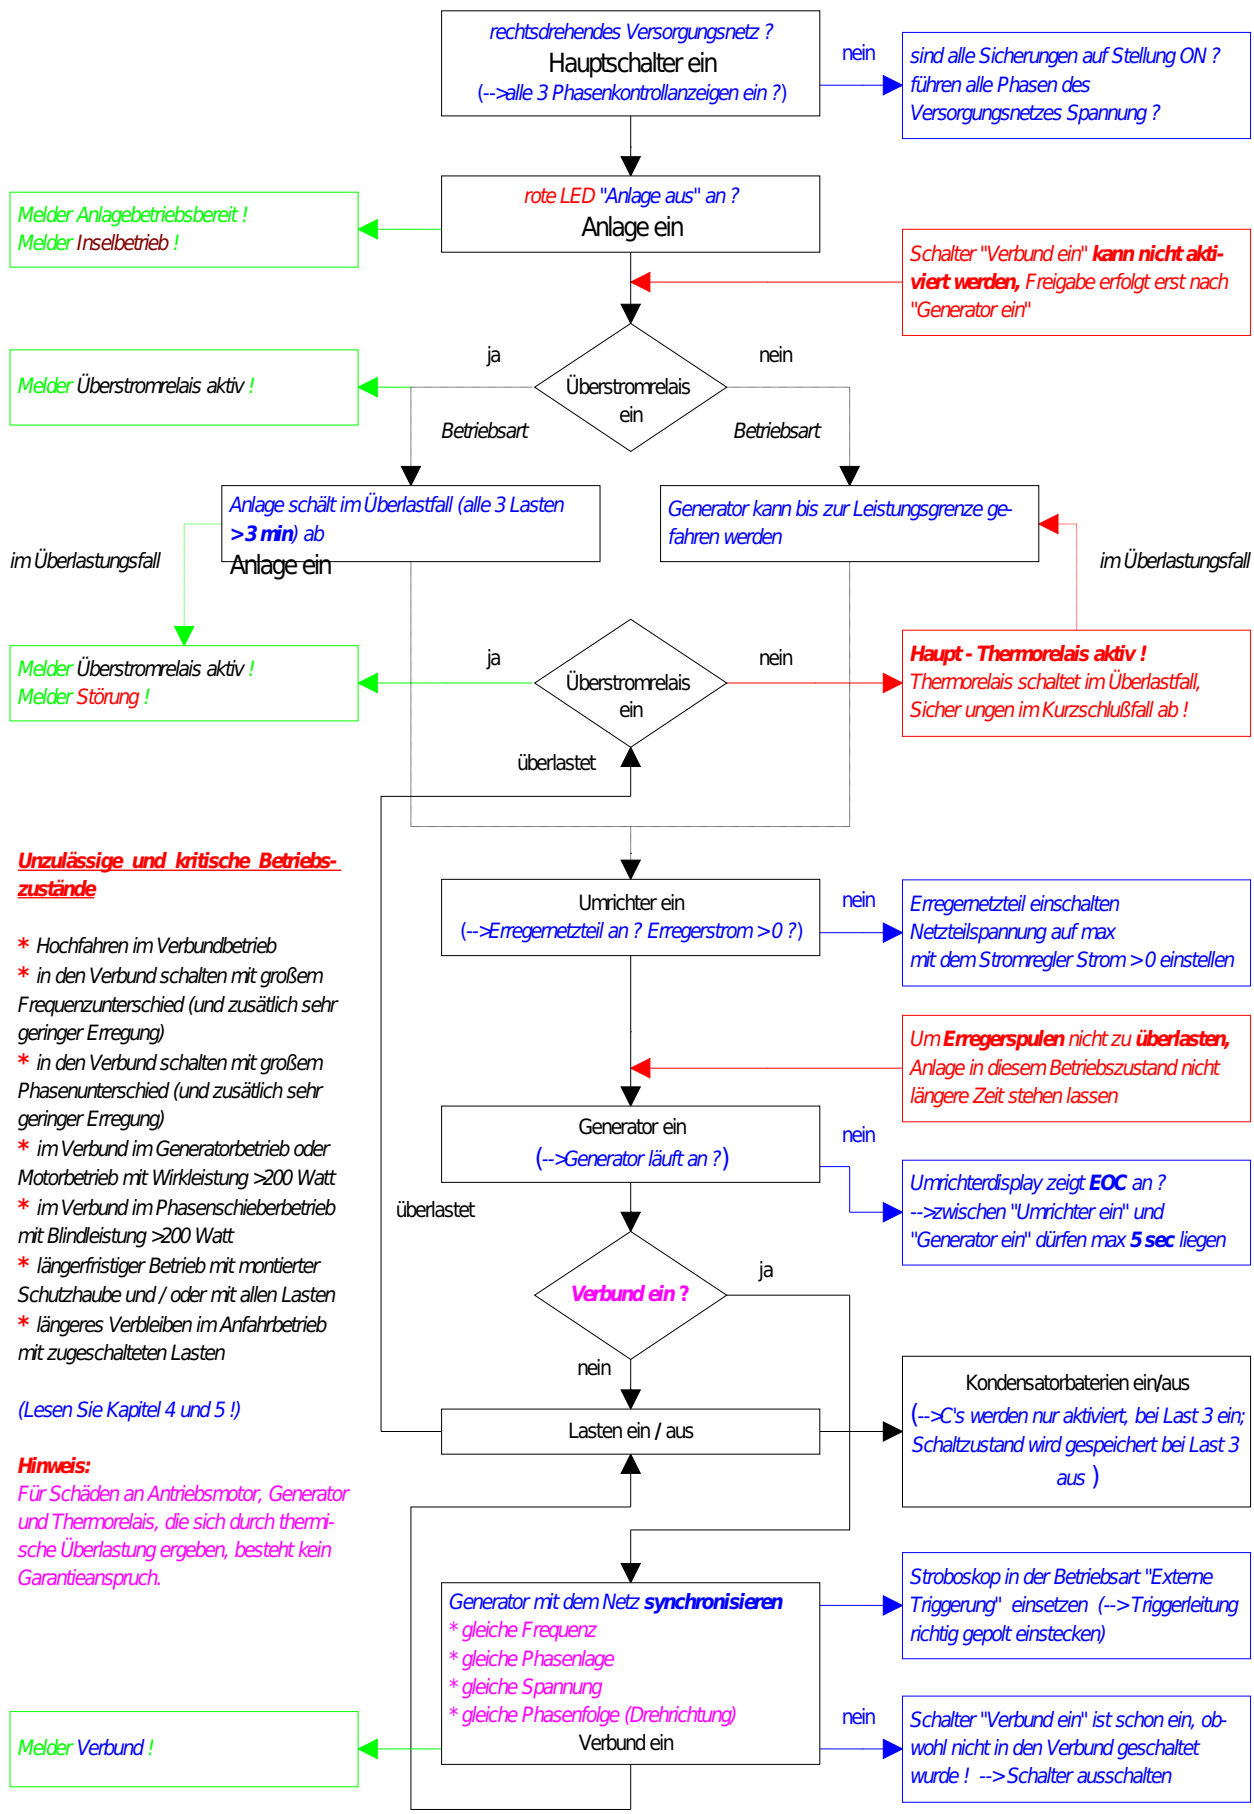 rechtsdrehendes Versorgungsnetz ?
Hauptschalter ein
(-->alle 3 Phasenkontrollanzeigen ein ?)
nein
sind alle Sicherungen auf Stellung ON ?
führen alle Phasen des
Versorgungsnetzes Spannung ?
rote LED "Anlage aus" an ?
Anlage ein
Melder Anlagebetriebsbereit !
Melder Inselbetrieb !
Schalter "Verbund ein" kann nicht akti-
viert werden, Freigabe erfolgt erst nach
"Generator ein"
ja
nein
Überstromrelais
ein
Melder Überstromrelais aktiv !
Betriebsart
Betriebsart
Anlage schält im Überlastfall (alle 3 Lasten
> 3 min) ab
Anlage ein
Generator kann bis zur Leistungsgrenze ge-
fahren werden
im Überlastungsfall
im Überlastungsfall
Melder Überstromrelais aktiv !
Melder Störung !
ja
nein
Überstromrelais
ein
Haupt - Thermorelais aktiv !
Thermorelais schaltet im Überlastfall,
Sicher ungen im Kurzschlußfall ab !
überlastet
Unzulässige und kritische Betriebs-
zustände
* Hochfahren im Verbundbetrieb
* in den Verbund schalten mit großem
Frequenzunterschied (und zusätlich sehr
geringer Erregung)
* in den Verbund schalten mit großem
Phasenunterschied (und zusätlich sehr
geringer Erregung)
* im Verbund im Generatorbetrieb oder
Motorbetrieb mit Wirkleistung >200 Watt
* im Verbund im Phasenschieberbetrieb
mit Blindleistung >200 Watt
* längerfristiger Betrieb mit montierter
Schutzhaube und / oder mit allen Lasten
* längeres Verbleiben im Anfahrbetrieb
mit zugeschalteten Lasten
(Lesen Sie Kapitel 4 und 5 !)
Hinweis:
Für Schäden an Antriebsmotor, Generator
und Thermorelais, die sich durch thermi-
sche Überlastung ergeben, besteht kein
Garantieanspruch.
Umrichter ein
(-->Erregernetzteil an ? Erregerstrom > 0 ?)
nein
Erregernetzteil einschalten
Netzteilspannung auf max
mit dem Stromregler Strom > 0 einstellen
Um Erregerspulen nicht zu überlasten,
Anlage in diesem Betriebszustand nicht
längere Zeit stehen lassen
Generator ein
(-->Generator läuft an ?)
nein
Umrichterdisplay zeigt EOC an ?
-->zwischen "Umrichter ein" und
"Generator ein" dürfen max 5 sec liegen
überlastet
Verbund ein ?
ja
nein
Lasten ein / aus
Kondensatorbaterien ein/aus
(-->C's werden nur aktiviert, bei Last 3 ein;
Schaltzustand wird gespeichert bei Last 3
aus )
Generator mit dem Netz synchronisieren
* gleiche Frequenz
* gleiche Phasenlage
* gleiche Spannung
* gleiche Phasenfolge (Drehrichtung)
Verbund ein
Stroboskop in der Betriebsart "Externe
Triggerung" einsetzen (--> Triggerleitung
richtig gepolt einstecken)
Melder Verbund !
nein
Schalter "Verbund ein" ist schon ein, ob-
wohl nicht in den Verbund geschaltet
wurde ! --> Schalter ausschalten